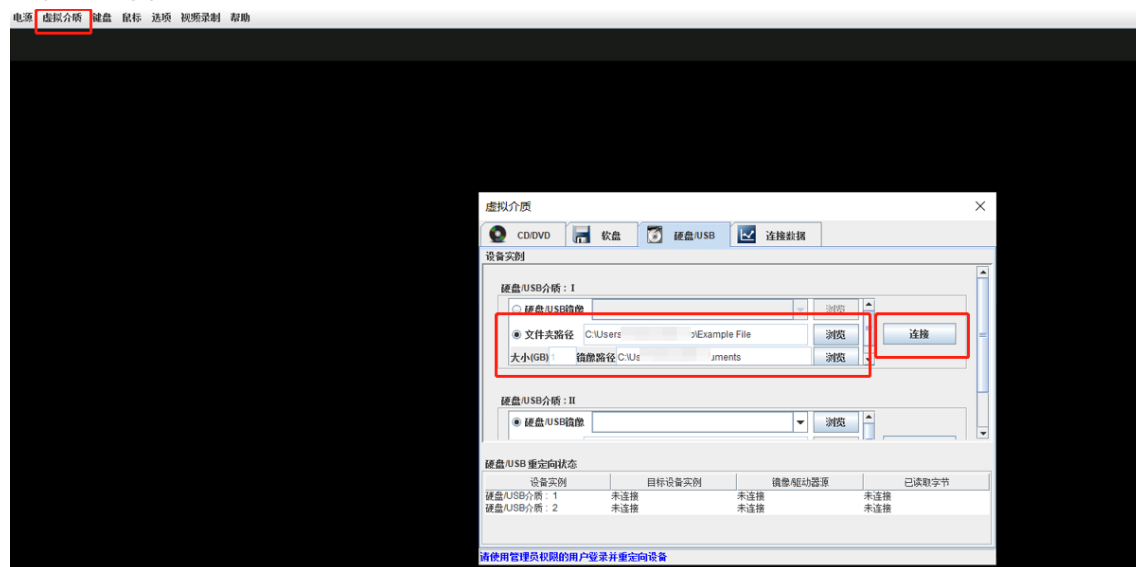 电源 虚拟介质 键盘 鼠标 选项 视频录制 帮助
虚拟介质
CD/DVD 软盘 硬盘/USB 连接数据
设备实例
硬盘/USB介质 : I
硬盘/USB镜像 浏览
文件夹路径 C:\Users \Example File 浏览 连接
大小(GB) 1 镜像路径 C:\Us uments 浏览
硬盘/USB介质 : II
硬盘/USB镜像 浏览
硬盘/USB 重定向状态
设备实例 目标设备实例 镜像/驱动器源 已读取字节
硬盘/USB介质 : 1 未连接 未连接 未连接
硬盘/USB介质 : 2 未连接 未连接 未连接
请使用管理员权限的用户登录并重定向设备